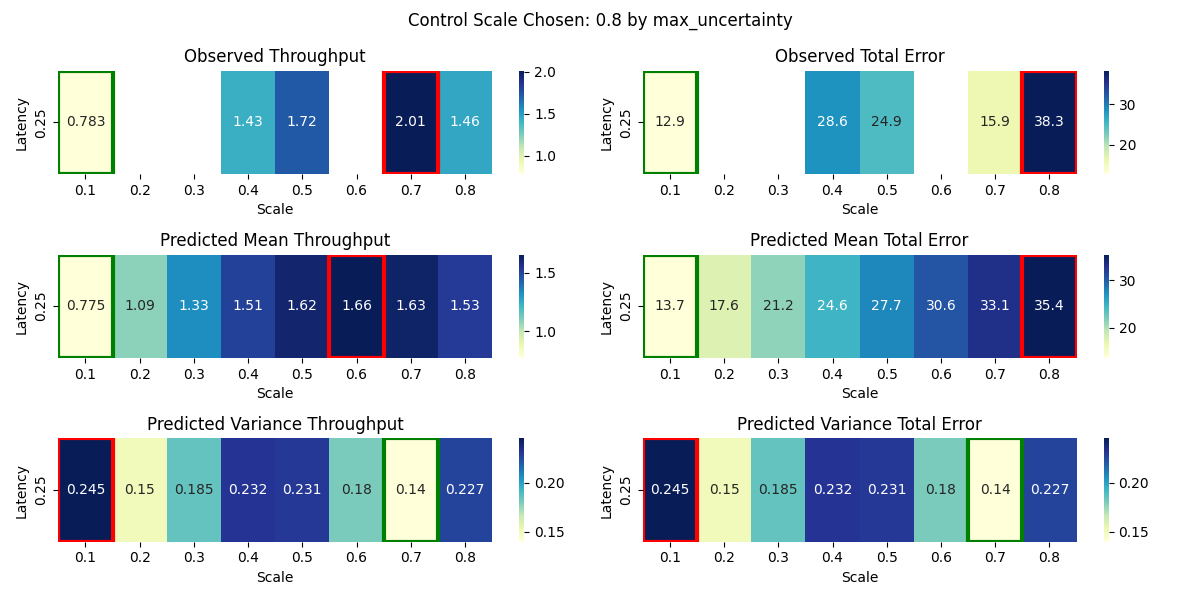 Control Scale Chosen: 0.8 by max_uncertainty
Observed Throughput
Latency
0.25
0.783 1.43 1.72 2.01 1.46
0.1 0.2 0.3 0.4 0.5 0.6 0.7 0.8
Scale
2.0
1.5
1.0
Observed Total Error
Latency
0.25
12.9 28.6 24.9 15.9 38.3
0.1 0.2 0.3 0.4 0.5 0.6 0.7 0.8
Scale
30
20
Predicted Mean Throughput
Latency
0.25
0.775 1.09 1.33 1.51 1.62 1.66 1.63 1.53
0.1 0.2 0.3 0.4 0.5 0.6 0.7 0.8
Scale
1.5
1.0
Predicted Mean Total Error
Latency
0.25
13.7 17.6 21.2 24.6 27.7 30.6 33.1 35.4
0.1 0.2 0.3 0.4 0.5 0.6 0.7 0.8
Scale
30
20
Predicted Variance Throughput
Latency
0.25
0.245 0.15 0.185 0.232 0.231 0.18 0.14 0.227
0.1 0.2 0.3 0.4 0.5 0.6 0.7 0.8
Scale
0.20
0.15
Predicted Variance Total Error
Latency
0.25
0.245 0.15 0.185 0.232 0.231 0.18 0.14 0.227
0.1 0.2 0.3 0.4 0.5 0.6 0.7 0.8
Scale
0.20
0.15